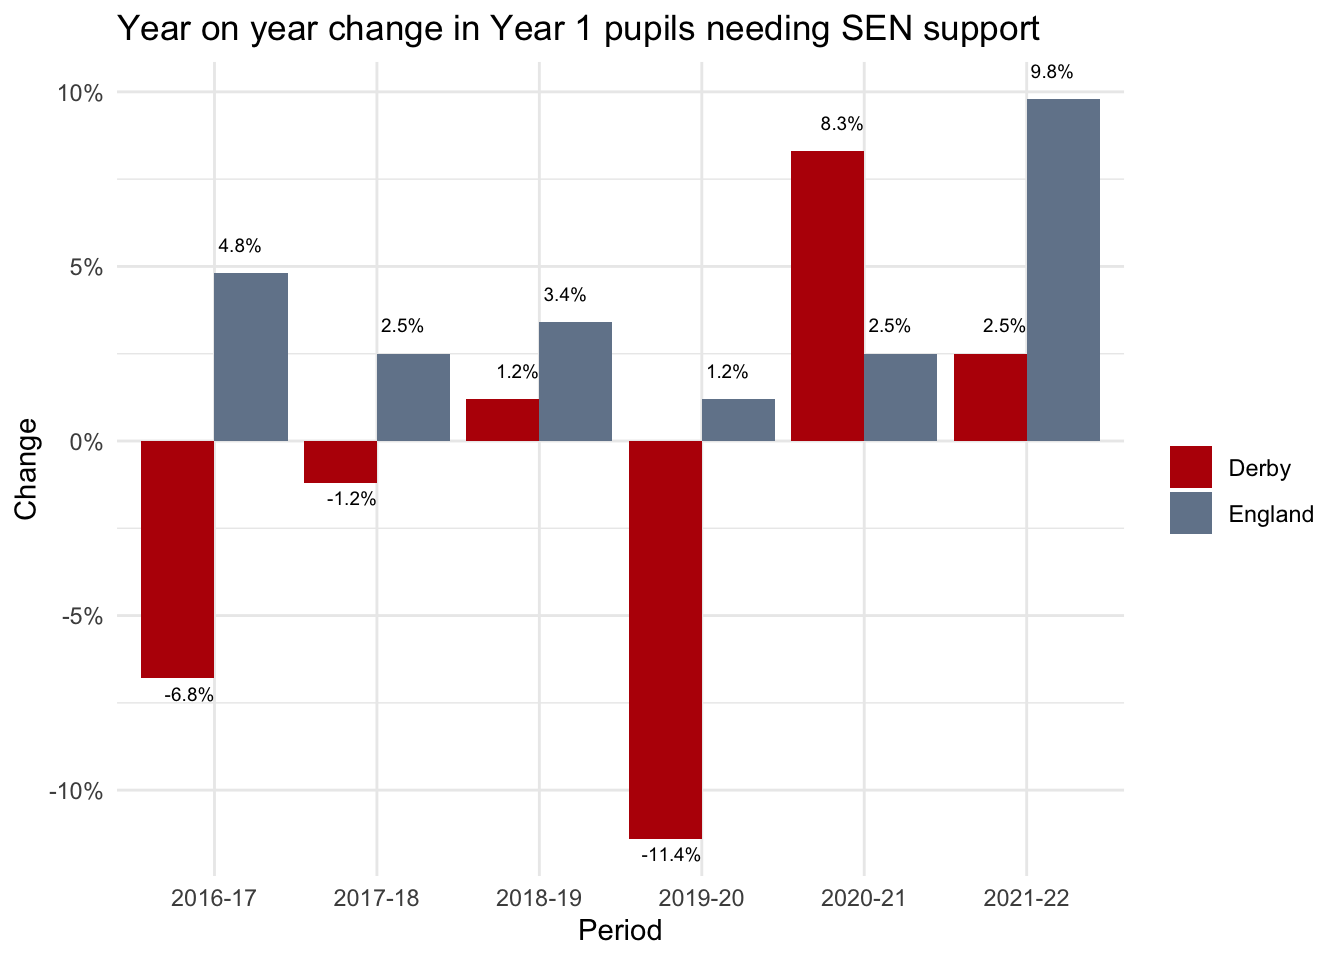 Year on year change in Year 1 pupils needing SEN support
9.8%
10%
8.3%
4.8%
5%
3.4%
2.5%
2.5%
2.5%
1.2%
1.2%
0%
Change
Derby
-1.2%
England
-5%
-6.8%
-10%
-11.4%
2016-17 2017-18 2018-19 2019-20 2020-21 2021-22
Period